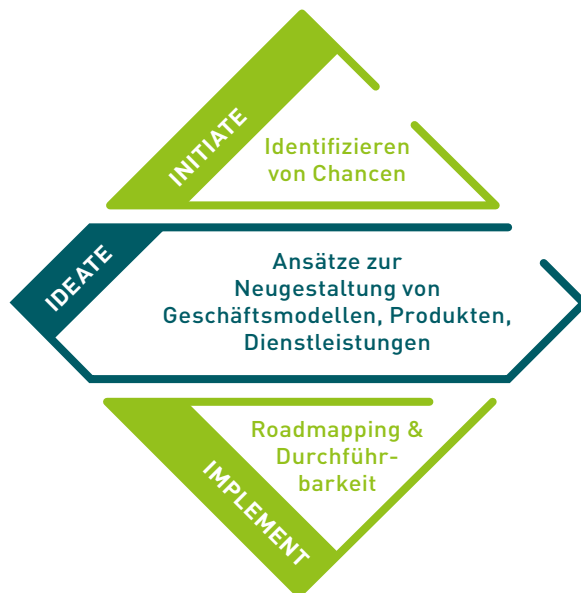 INITIATE
Identifizieren
von Chancen
IDEATE
Ansätze zur
Neugestaltung von
Geschäftsmodellen, Produkten,
Dienstleistungen
IMPLEMENT
Roadmapping &
Durchführ-
barkeit